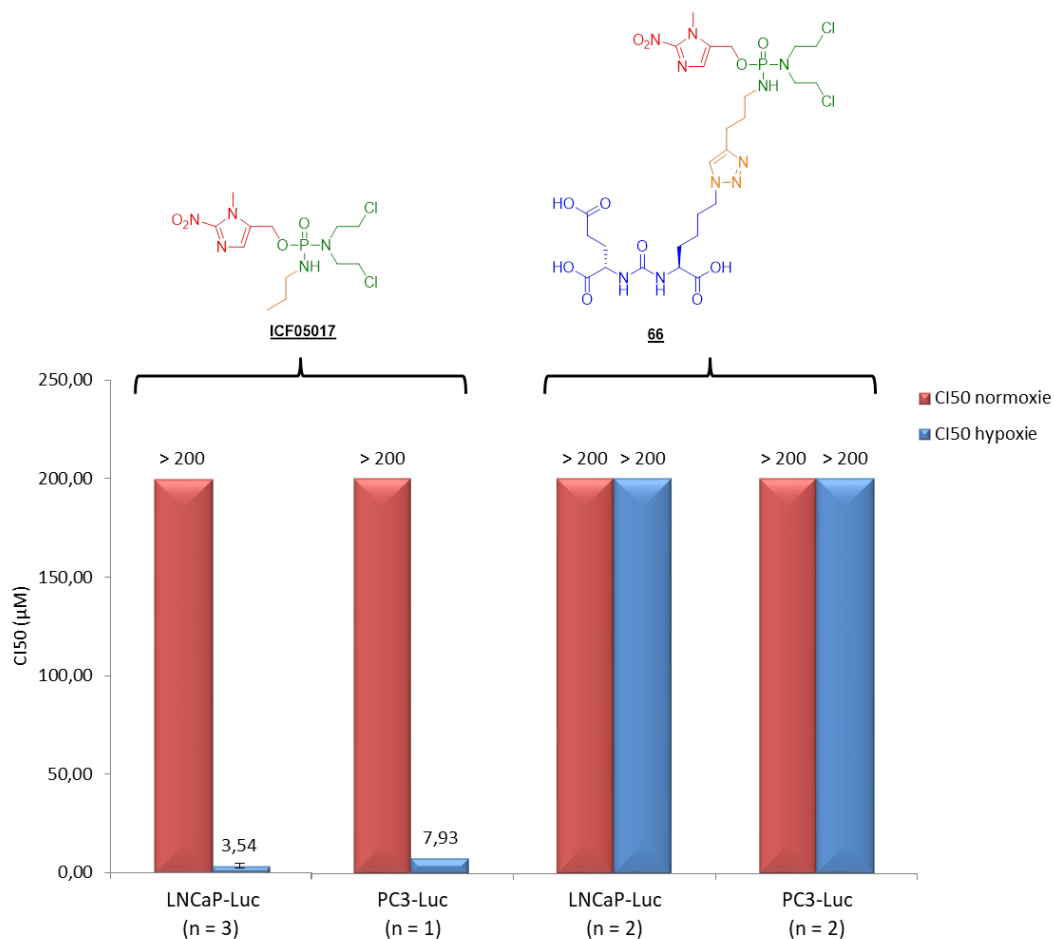 O₂N
N
N
O
P
O
N
NH
Cl
Cl
ICF05017
O₂N
N
N
O
P
O
N
NH
Cl
Cl
N
N
N
HO
O
HO
O
N
H
O
N
H
OH
O
66
250,00
200,00
150,00
100,00
50,00
0,00
CI50 (µM)
> 200
3,54
> 200
7,93
> 200
> 200
> 200
> 200
CI50 normoxie
CI50 hypoxie
LNCaP-Luc
(n = 3)
PC3-Luc
(n = 1)
LNCaP-Luc
(n = 2)
PC3-Luc
(n = 2)